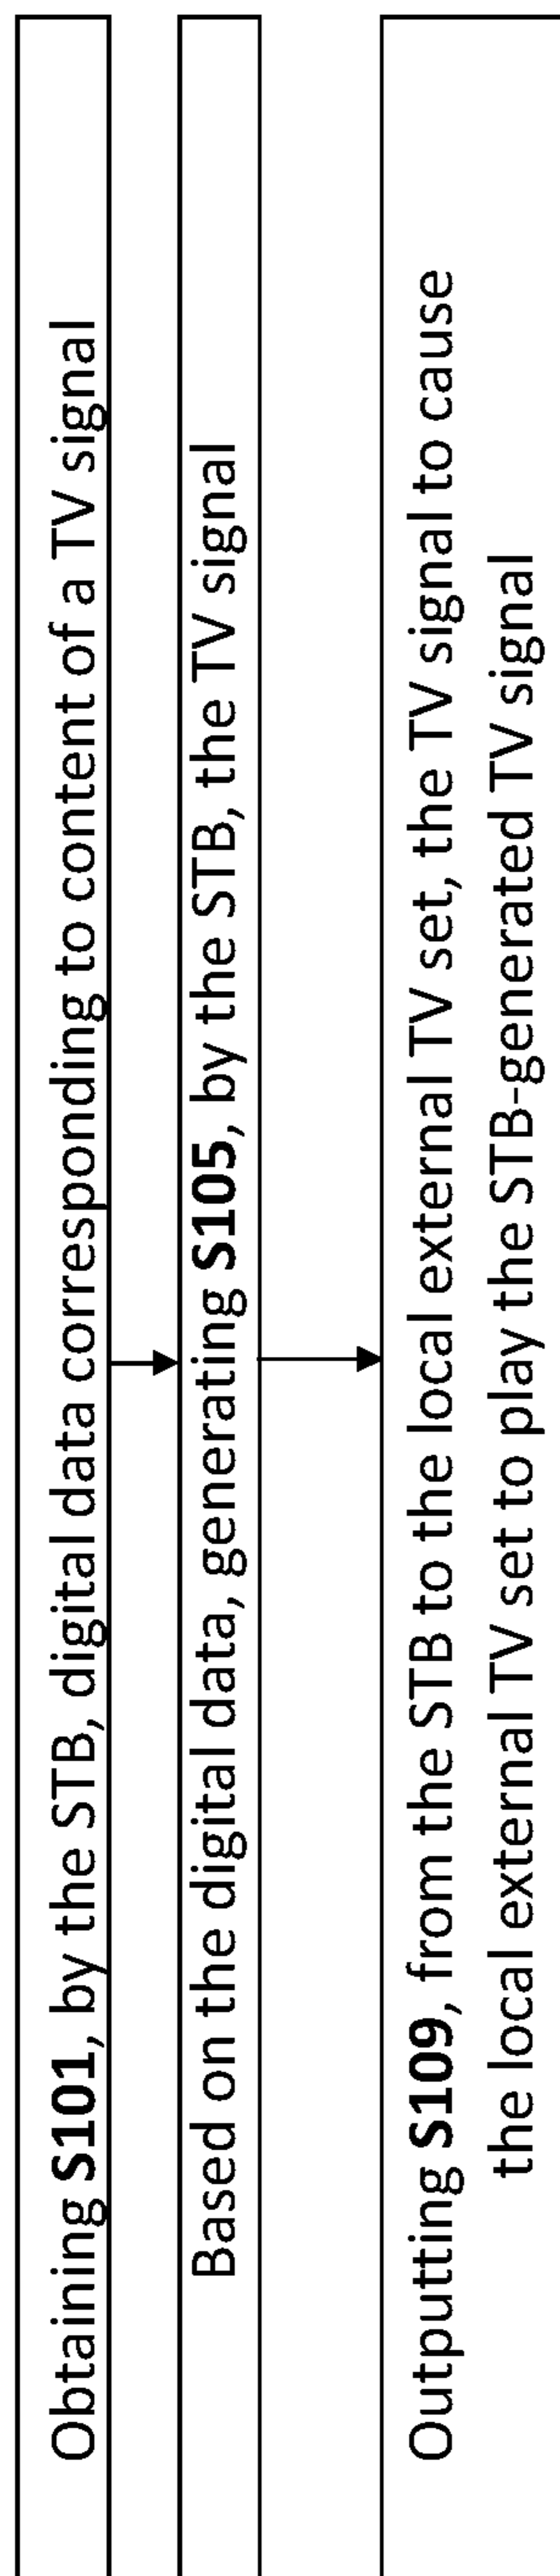 Obtaining S101, by the STB, digital data corresponding to content of a TV signal
Based on the digital data, generating S105, by the STB, the TV signal
Outputting S109, from the STB to the local external TV set, the TV signal to cause
the local external TV set to play the STB-generated TV signal